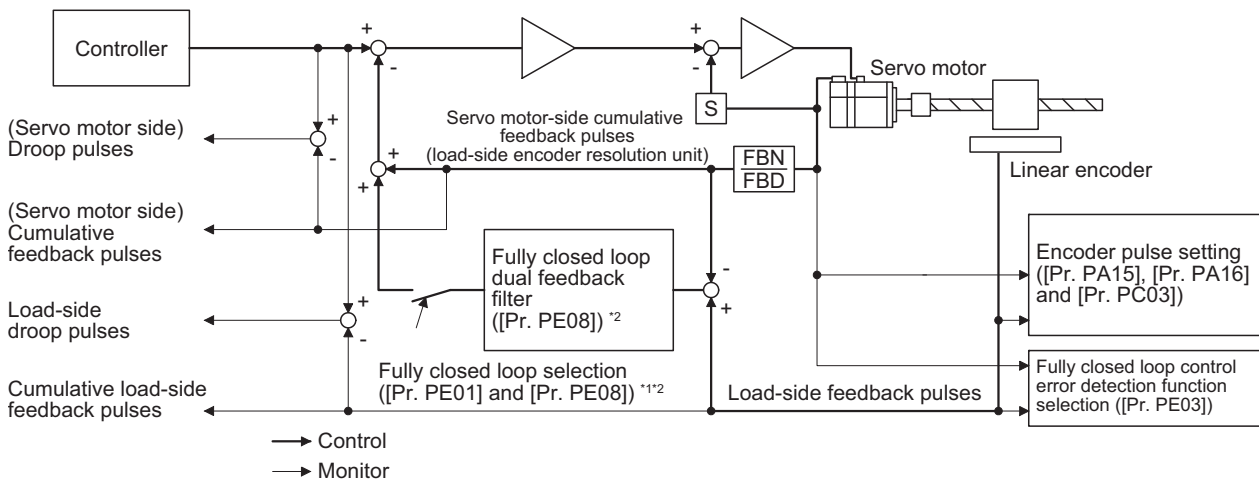 Controller
+
-
+
-
S
Servo motor
Servo motor-side cumulative
feedback pulses
(load-side encoder resolution unit)
FBN
FBD
Linear encoder
(Servo motor side)
Droop pulses
+
-
+
+
(Servo motor side)
Cumulative
feedback pulses
Fully closed loop
dual feedback
filter
([Pr. PE08]) *2
-
+
Encoder pulse setting
([Pr. PA15], [Pr. PA16]
and [Pr. PC03])
-
Load-side
droop pulses
+
-
Fully closed loop selection
([Pr. PE01] and [Pr. PE08]) *1*2
Cumulative load-side
feedback pulses
Load-side feedback pulses
Fully closed loop control
error detection function
selection ([Pr. PE03])
Control
Monitor